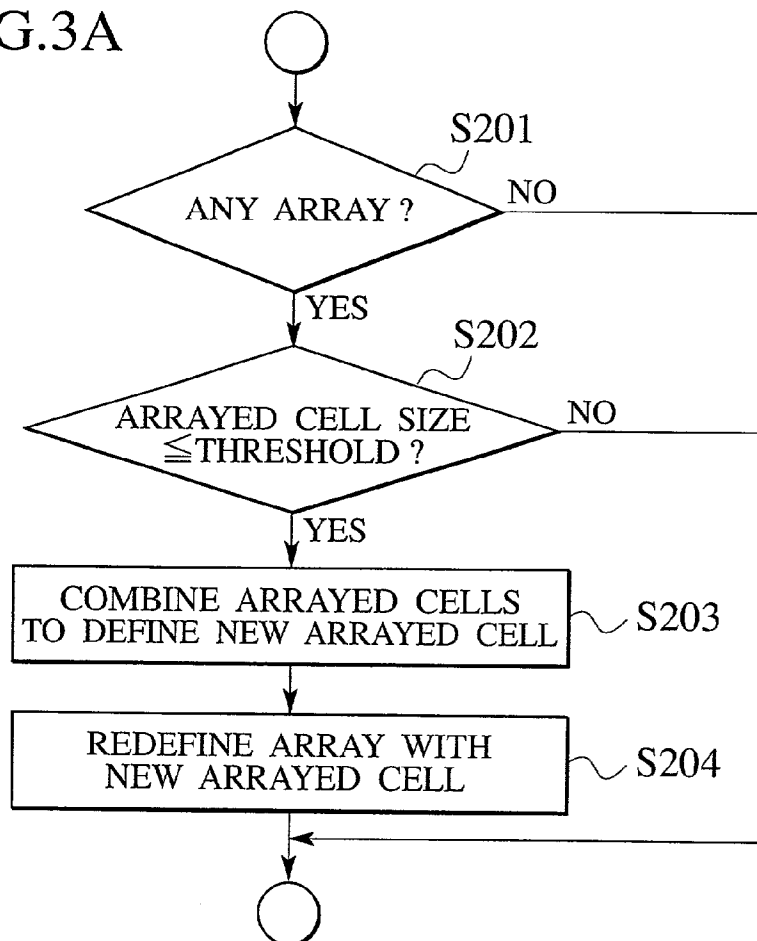 G.3A
S201
ANY ARRAY ?
NO
YES
S202
ARRAYED CELL SIZE
≦THRESHOLD ?
NO
YES
COMBINE ARRAYED CELLS
TO DEFINE NEW ARRAYED CELL
S203
REDEFINE ARRAY WITH
NEW ARRAYED CELL
S204